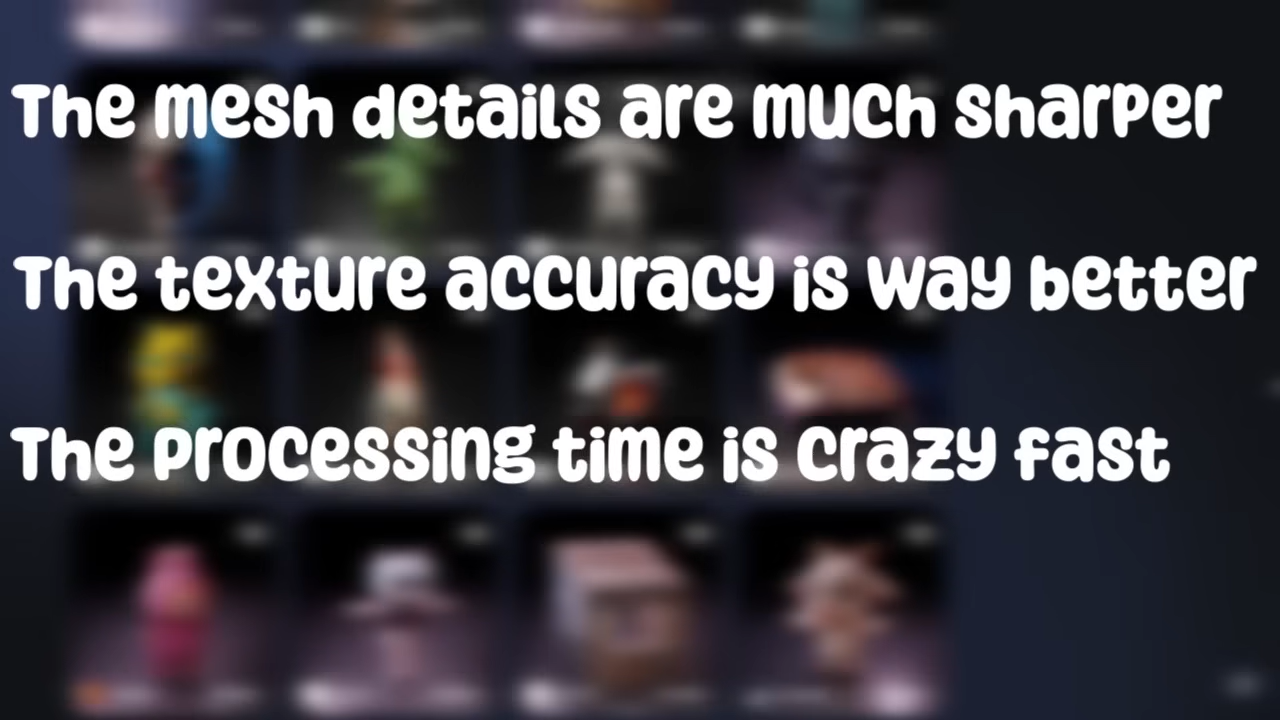 The mesh details are much sharper
The texture accuracy is way better
The processing time is crazy fast